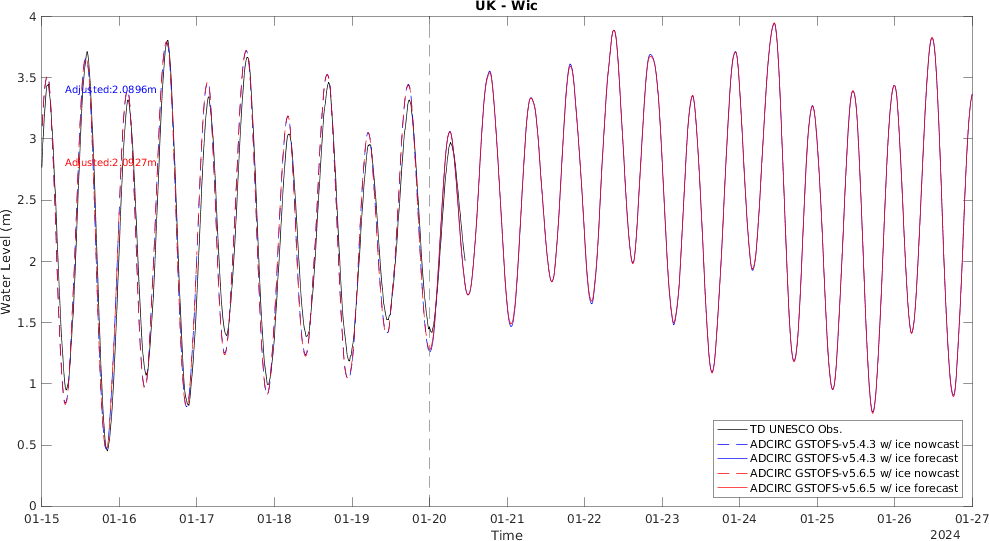 UK - Wic
4
3.5
3
2.5
2
1.5
1
0.5
0
Water Level (m)
Adjusted:2.0896m
Adjusted:2.0927m
TD UNESCO Obs.
ADCIRC GSTOFS-v5.4.3 w/ ice nowcast
ADCIRC GSTOFS-v5.4.3 w/ ice forecast
ADCIRC GSTOFS-v5.6.5 w/ ice nowcast
ADCIRC GSTOFS-v5.6.5 w/ ice forecast
01-15 01-16 01-17 01-18 01-19 01-20 01-21 01-22 01-23 01-24 01-25 01-26 01-27
Time
2024